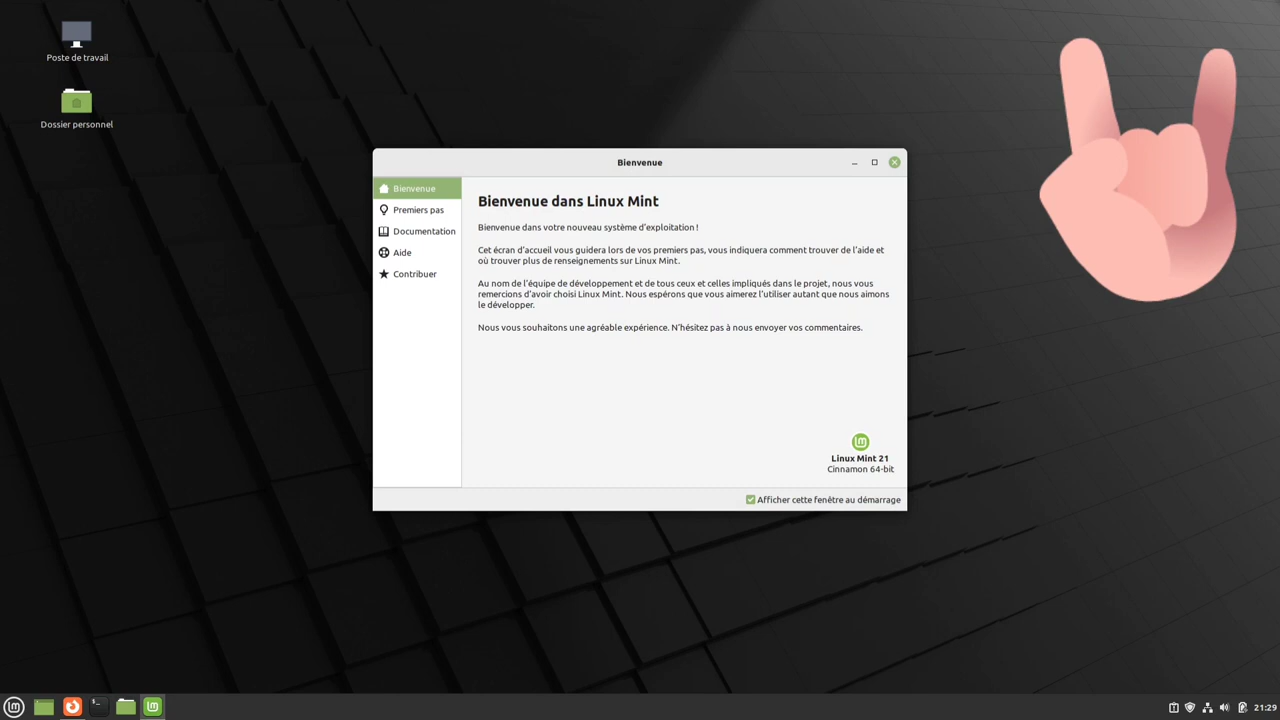 Poste de travail
Dossier personnel
Bienvenue
Bienvenue
Premiers pas
Documentation
Aide
Contribuer
Bienvenue dans Linux Mint
Bienvenue dans votre nouveau système d'exploitation !
Cet écran d'accueil vous guidera lors de vos premiers pas, vous indiquera comment trouver de l'aide et
où trouver plus de renseignements sur Linux Mint.
Au nom de l'équipe de développement et de tous ceux et celles impliqués dans le projet, nous vous
remercions d'avoir choisi Linux Mint. Nous espérons que vous aimerez l'utiliser autant que nous aimons
le développer.
Nous vous souhaitons une agréable expérience. N'hésitez pas à nous envoyer vos commentaires.
Linux Mint 21
Cinnamon 64-bit
Afficher cette fenêtre au démarrage
21:29